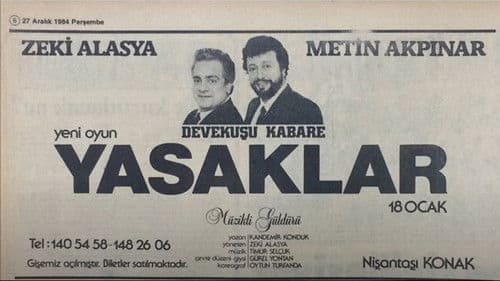 6 27 Aralık 1984 Perşembe
ZEKİ ALASYA METİN AKPINAR
yeni oyun DEVEKUŞU KABARE
YASAKLAR
18 OCAK
Müzikli Güldürü
yazan KANDEMİR KONDUK
yöneten ZEKİ ALASYA
müzik TİMUR SELÇUK
çevre düzeni-giysi GÜREL YONTAN
koreograf OYTUN TURFANDA
Tel: 140 54 58-148 26 06
Gişemiz açılmıştır. Biletler satılmaktadır.
Nişantaşı KONAK